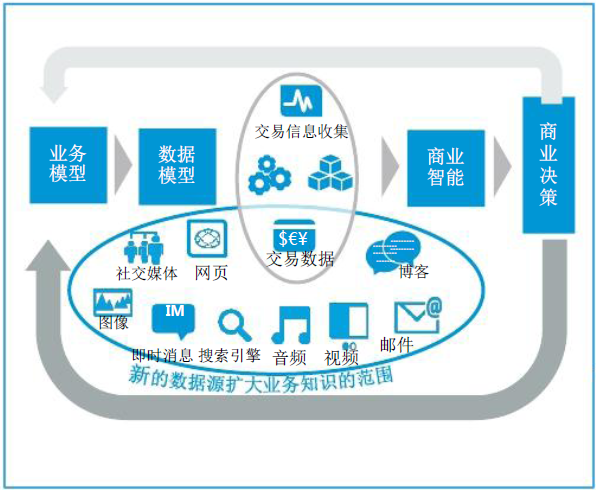 交易信息收集
业务
模型
数据
模型
商业
智能
商
业
决
策
$€¥
交易数据
社交媒体
网页
博客
图像
IM
即时消息
搜索引擎
音频
视频
邮件
@
新的数据源扩大业务知识的范围